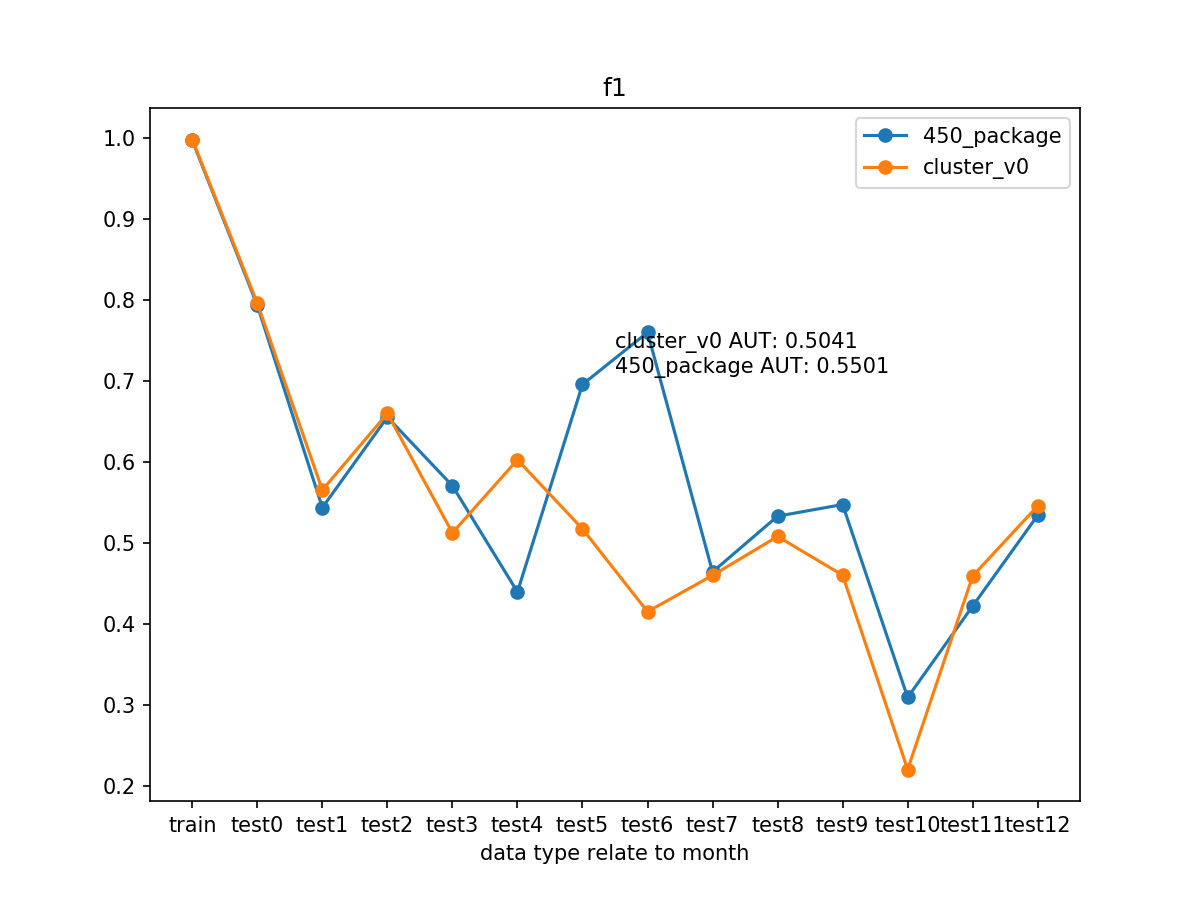 f1
450_package
cluster_v0
1.0
0.9
0.8
0.7
0.6
0.5
0.4
0.3
0.2
cluster_v0 AUT: 0.5041
450_package AUT: 0.5501
train test0 test1 test2 test3 test4 test5 test6 test7 test8 test9 test10 test11 test12
data type relate to month